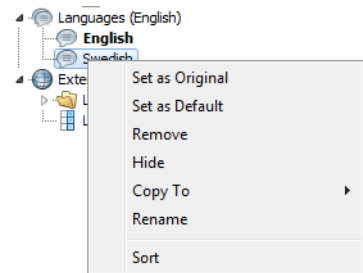 Languages (English)
English
Swedish
Set as Original
Set as Default
Remove
Hide
Copy To
Rename
Sort